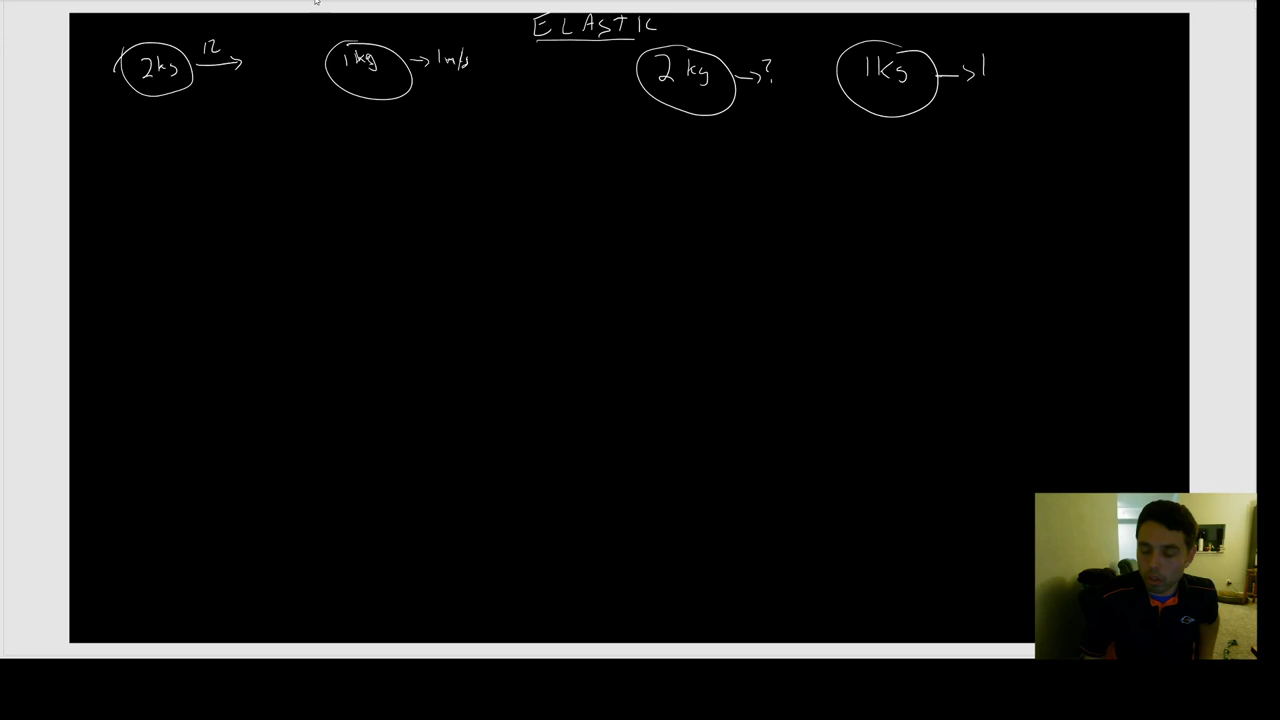 ELASTIC
2kg 12 → 1kg → 1m/s 2kg → ? 1kg → 1